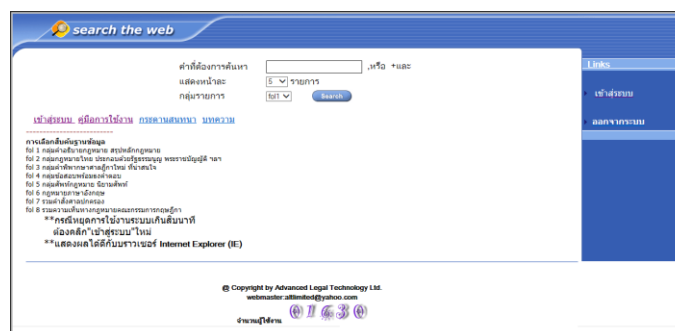 search the web
คำที่ต้องการค้นหา ,หรือ +และ
แสดงหน้าละ 5 รายการ
กลุ่มรายการ fol1 Search
Links
เข้าสู่ระบบ
ออกจากระบบ
เข้าสู่ระบบ คู่มือการใช้งาน กระดานสนทนา บทความ
---------------------------
การเลือกสืบค้นฐานข้อมูล
fol 1 กลุ่มคำอธิบายกฎหมาย สรุปหลักกฎหมาย
fol 2 กลุ่มกฎหมายไทย ประกอบด้วยรัฐธรรมนูญ พระราชบัญญัติ ฯลฯ
fol 3 กลุ่มคำพิพากษาศาลฎีกาใหม่ ที่น่าสนใจ
fol 4 กลุ่มข้อสอบพร้อมธงคำตอบ
fol 5 กลุ่มศัพท์กฎหมาย นิยามศัพท์
fol 6 กฎหมายภาษาอังกฤษ
fol 7 รวมคำสั่งศาลปกครอง
fol 8 รวมความเห็นทางกฎหมายคณะกรรมการกฤษฎีกา
**กรณีหยุดการใช้งานระบบเกินสิบนาที
ต้องคลิก"เข้าสู่ระบบ"ใหม่
**แสดงผลได้ดีกับบราวเซอร์ Internet Explorer (IE)
@ Copyright by Advanced Legal Technology Ltd.
webmaster:altlimited@yahoo.com
จำนวนผู้ใช้งาน 01630